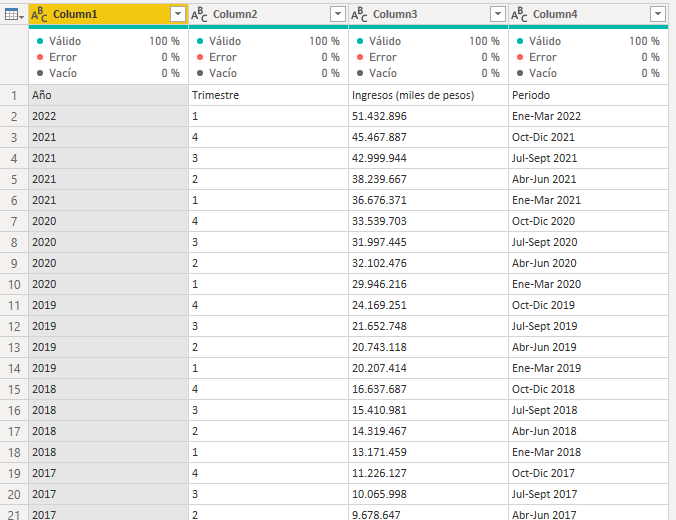 ABC Column1 ABC Column2 ABC Column3 ABC Column4
Válido 100 % Válido 100 % Válido 100 % Válido 100 %
Error 0 % Error 0 % Error 0 % Error 0 %
Vacío 0 % Vacío 0 % Vacío 0 % Vacío 0 %
1 Año Trimestre Ingresos (miles de pesos) Periodo
2 2022 1 51.432.896 Ene-Mar 2022
3 2021 4 45.467.887 Oct-Dic 2021
4 2021 3 42.999.944 Jul-Sept 2021
5 2021 2 38.239.667 Abr-Jun 2021
6 2021 1 36.676.371 Ene-Mar 2021
7 2020 4 33.539.703 Oct-Dic 2020
8 2020 3 31.997.445 Jul-Sept 2020
9 2020 2 32.102.476 Abr-Jun 2020
10 2020 1 29.946.216 Ene-Mar 2020
11 2019 4 24.169.251 Oct-Dic 2019
12 2019 3 21.652.748 Jul-Sept 2019
13 2019 2 20.743.118 Abr-Jun 2019
14 2019 1 20.207.414 Ene-Mar 2019
15 2018 4 16.637.687 Oct-Dic 2018
16 2018 3 15.410.981 Jul-Sept 2018
17 2018 2 14.319.467 Abr-Jun 2018
18 2018 1 13.171.459 Ene-Mar 2018
19 2017 4 11.226.127 Oct-Dic 2017
20 2017 3 10.065.998 Jul-Sept 2017
21 2017 2 9.678.647 Abr-Jun 2017